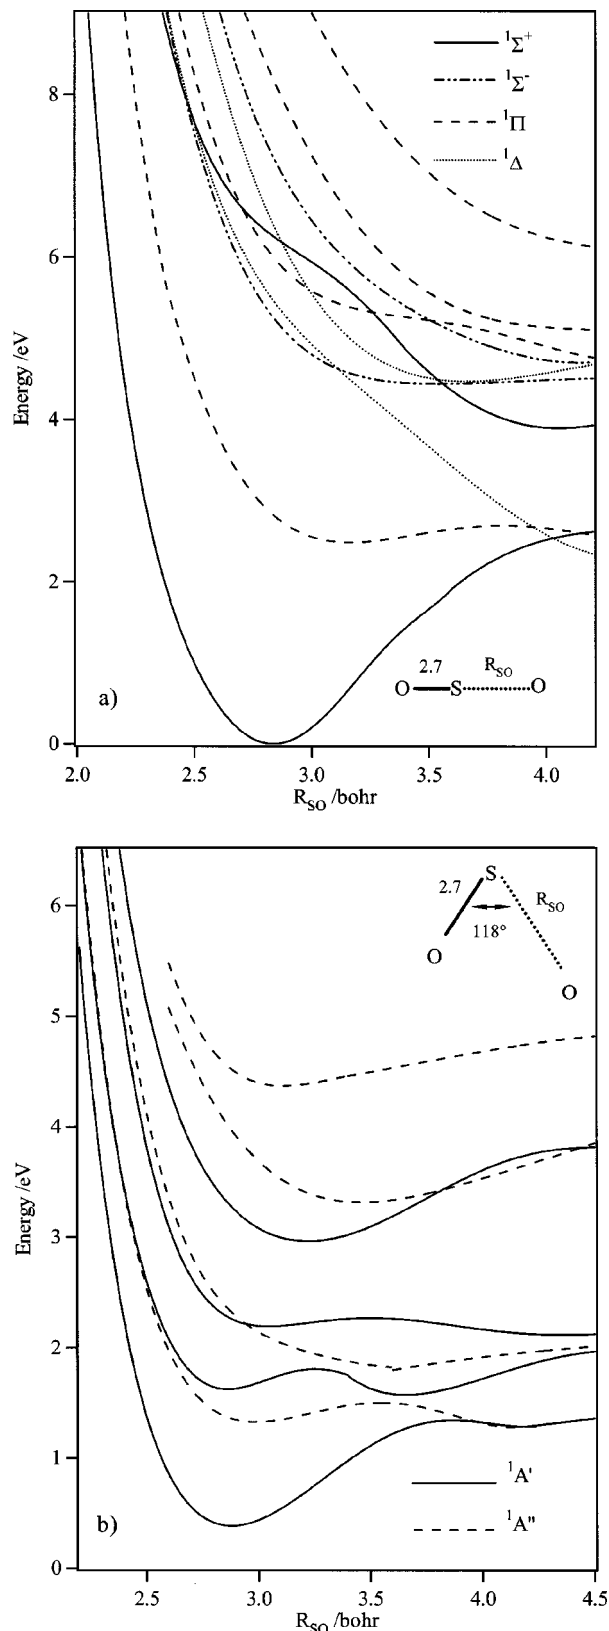 ¹Σ⁺
8
¹Σ⁻
¹Π
¹Δ
6
Energy /eV
4
2
2.7 R_SO
a) O S O
0
2.0 2.5 3.0 3.5 4.0
R_SO /bohr
6
S
2.7 R_SO
118°
O
5
O
4
Energy /eV
3
2
1
¹A'
¹A"
b)
0
2.5 3.0 3.5 4.0 4.5
R_SO /bohr